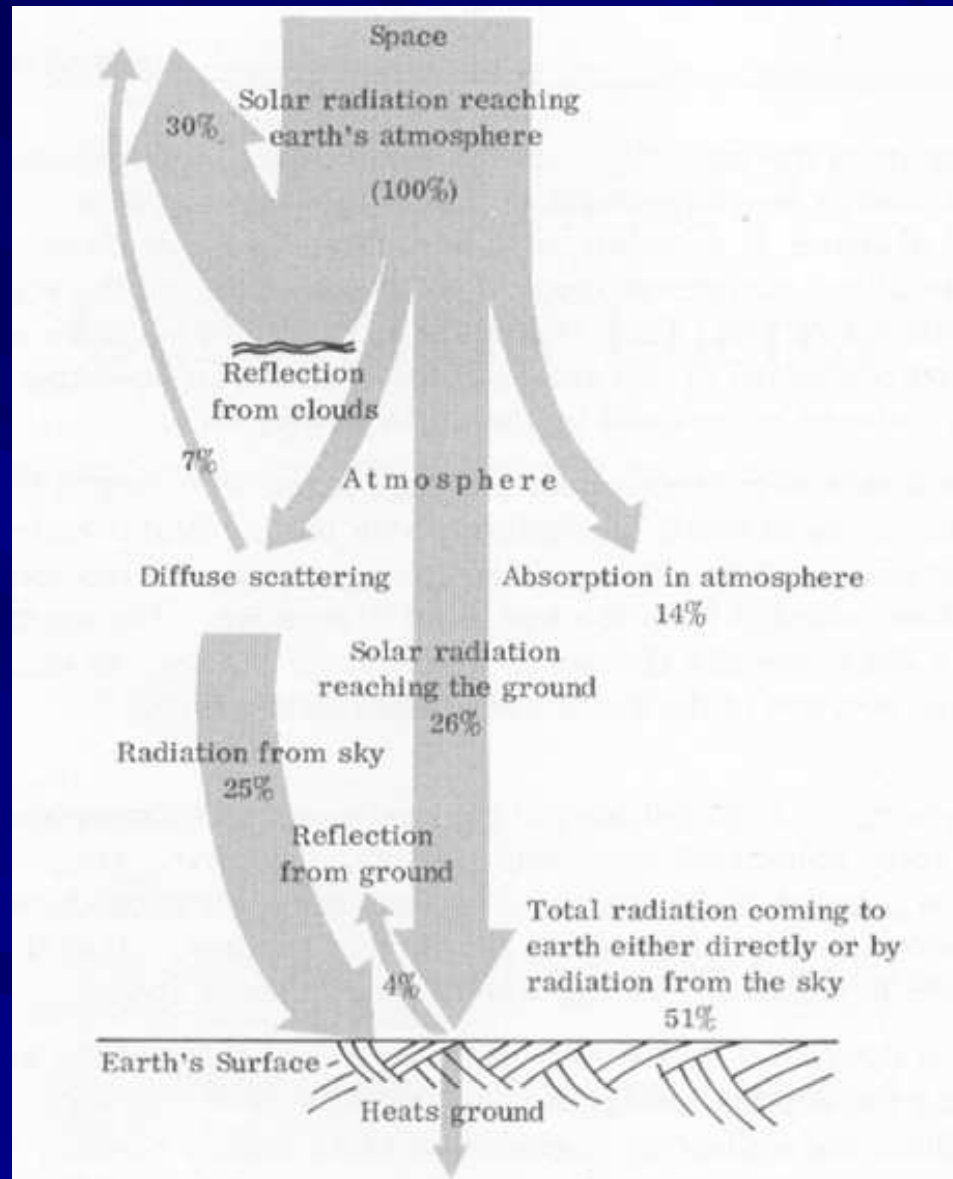 Space
Solar radiation reaching
earth's atmosphere
(100%)
30%
Reflection
from clouds
7%
Atmosphere
Diffuse scattering
Absorption in atmosphere
14%
Solar radiation
reaching the ground
26%
Radiation from sky
25%
Reflection
from ground
4%
Total radiation coming to
earth either directly or by
radiation from the sky
51%
Earth's Surface
Heats ground